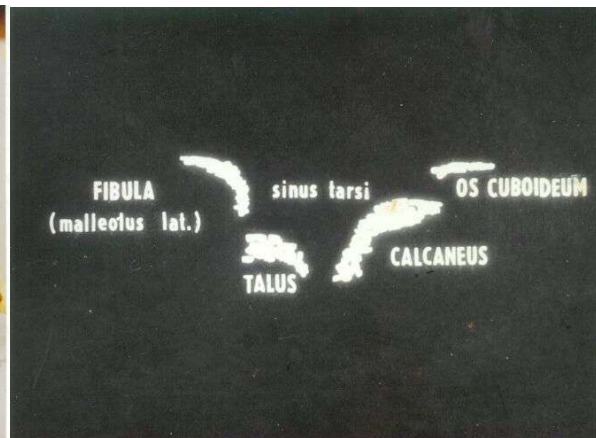 FIBULA
(malleolus lat.)
sinus tarsi
OS CUBOIDEUM
CALCANEUS
TALUS